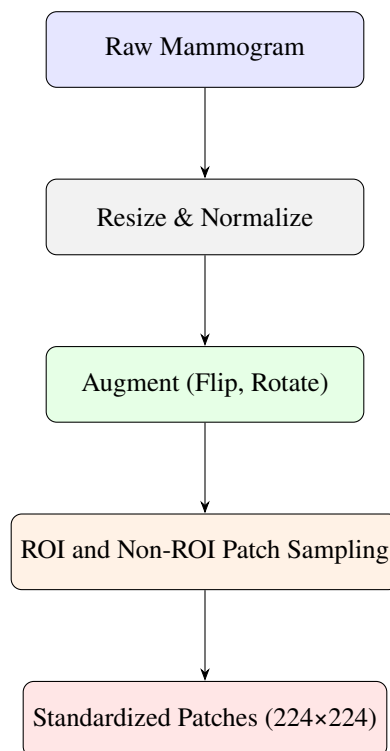 Raw Mammogram
Resize & Normalize
Augment (Flip, Rotate)
ROI and Non-ROI Patch Sampling
Standardized Patches (224×224)